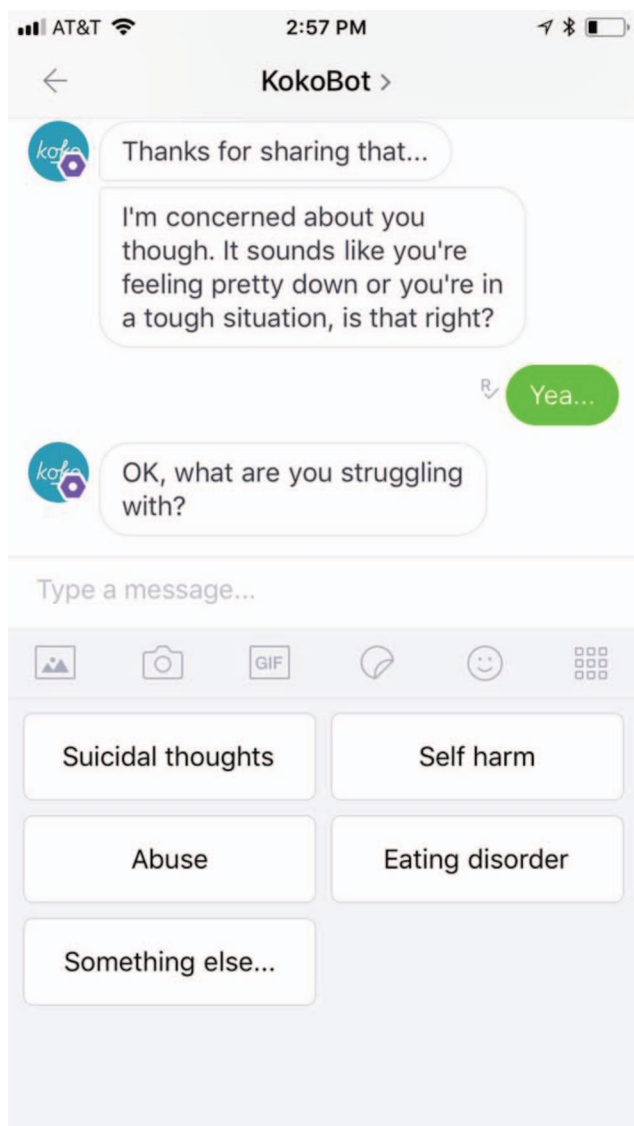 AT&T 2:57 PM
KokoBot >
koko
Thanks for sharing that...
I'm concerned about you
though. It sounds like you're
feeling pretty down or you're in
a tough situation, is that right?
R
Yea...
koko
OK, what are you struggling
with?
Type a message...
GIF
Suicidal thoughts Self harm
Abuse Eating disorder
Something else...